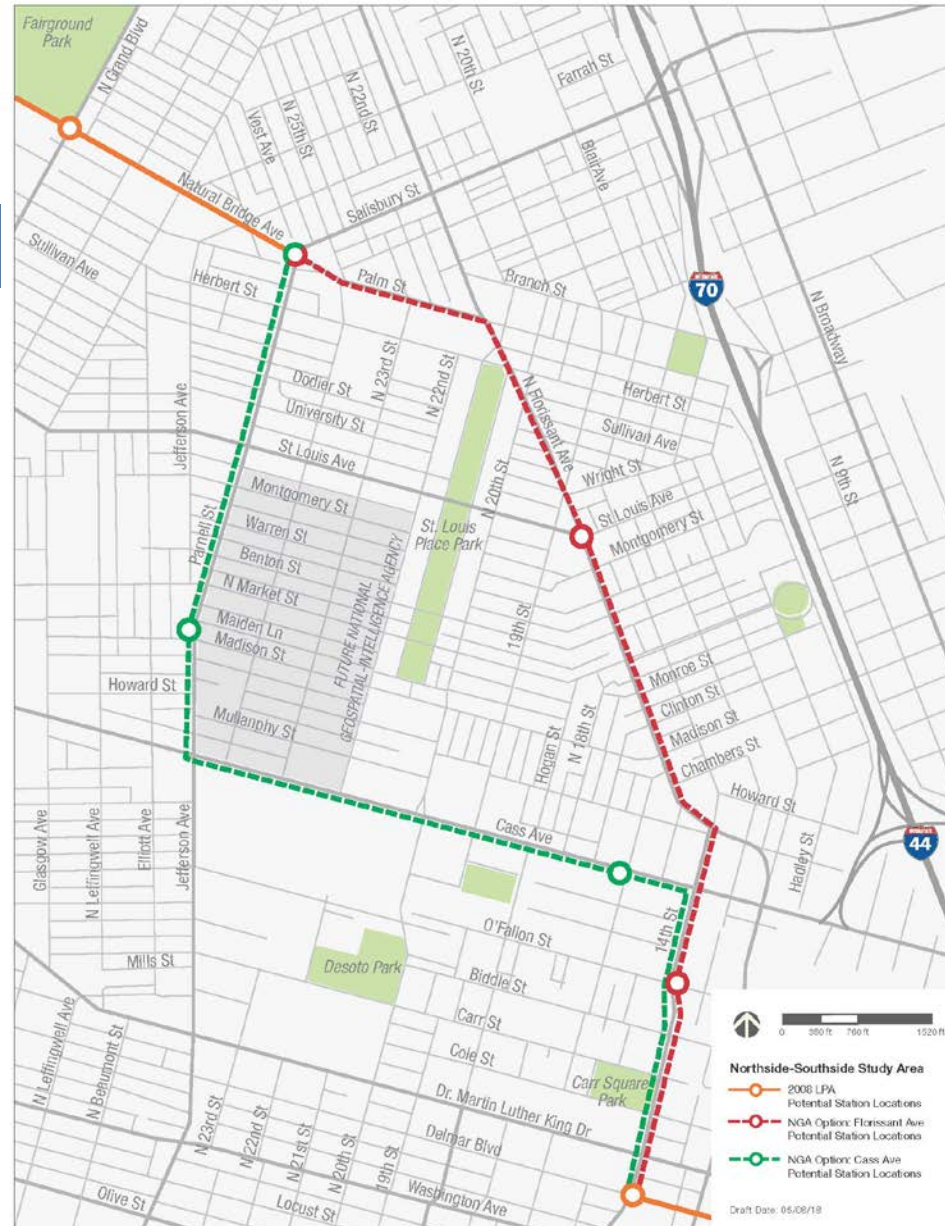 Fairground
Park
N Grand Blvd
N 20th St
Farrah St
N 22nd St
N 25th St
Vest Ave
BlairAve
Salisbury St
Natural Bridge Ave
Sullivan Ave
Herbert St
Palm St
Branch St
70
N Broadway
N 23rd St
N 22nd St
Dodier St
University St
St Louis Ave
Jefferson Ave
N Florissant Ave
Herbert St
Sullivan Ave
Wright St
N 20th St
St Louis Ave
Montgomery St
N 9th St
Parnell St
Montgomery St
Warren St
Benton St
N Market St
Maiden Ln
Madison St
St. Louis
Place Park
FUTURE NATIONAL
GEOSPATIAL-INTELLIGENCE AGENCY
19th St
Howard St
Mullanphy St
Hogan St
N 18th St
Monroe St
Clinton St
Madison St
Chambers St
Howard St
Hadley St
44
Cass Ave
Glasgow Ave
N Leffingwell Ave
Elliott Ave
Jefferson Ave
14th St
O'Fallon St
Mills St
Desoto Park
Biddle St
Carr St
Cole St
Carr Square
Park
N Leffingwell Ave
N Beaumont St
Dr. Martin Luther King Dr
N 23rd St
N 22nd St
N 21st St
N 20th St
19th St
Delmar Blvd
Washington Ave
Olive St
Locust St
0 380 ft 760 ft 1520 ft
Northside-Southside Study Area
2008 LPA
Potential Station Locations
NGA Option: Florissant Ave
Potential Station Locations
NGA Option: Cass Ave
Potential Station Locations